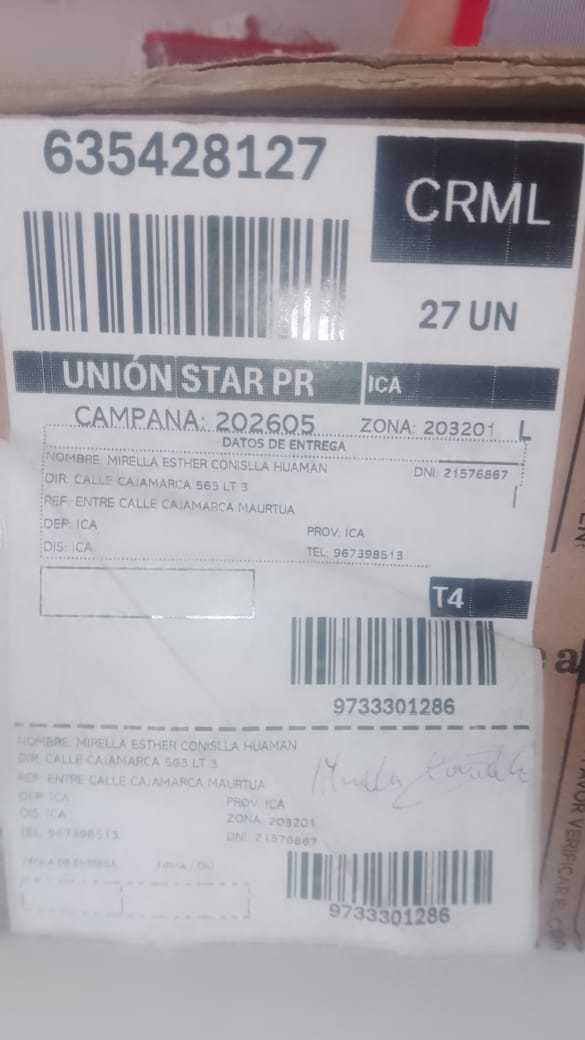 635428127
CRML
27 UN
UNIÓN STAR PR
ICA
CAMPANA: 202605 ZONA: 203201 L
DATOS DE ENTREGA
NOMBRE: MIRELLA ESTHER CONISLLA HUAMAN DNI: 21576867
DIR: CALLE CAJAMARCA 563 LT 3
REF: ENTRE CALLE CAJAMARCA MAURTUA
DEP: ICA PROV: ICA
DIS: ICA TEL: 967398513
T4
9733301286
NOMBRE: MIRELLA ESTHER CONISLLA HUAMAN
DIR: CALLE CAJAMARCA 563 LT 3
REF: ENTRE CALLE CAJAMARCA MAURTUA
DEP: ICA PROV: ICA
DIS: ICA ZONA: 203201
TEL: 967398513 DNI: 21576867
9733301286